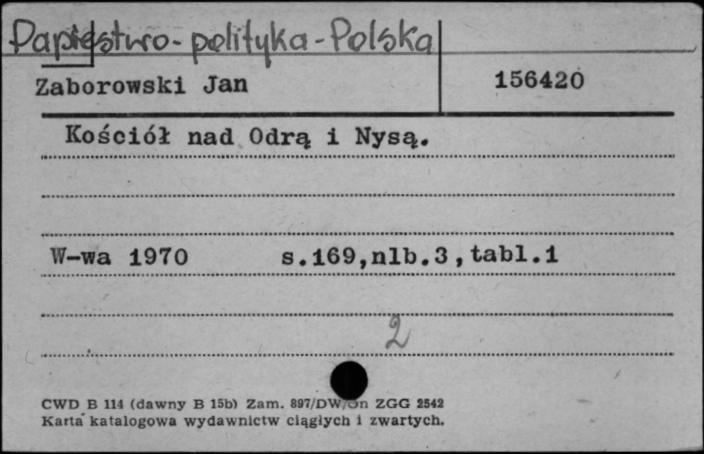 Papiestwo-polityka-Polska
Zaborowski Jan 156420
Kościół nad Odrą i Nysą.
W-wa 1970 s.169,nlb.3,tabl.1
2
CWD B 114 (dawny B 15b) Zam. 897/DW/ ZGG 2542
Karta katalogowa wydawnictw ciągłych i zwartych.